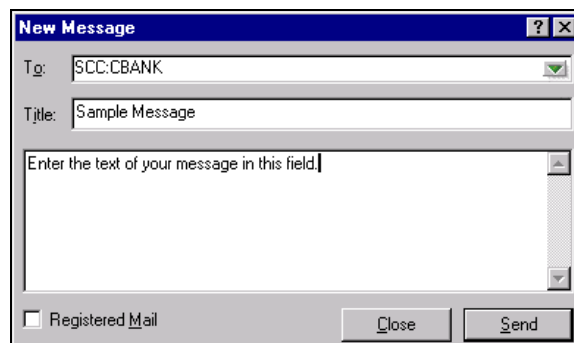 New Message
To: SCC:CBANK
Title: Sample Message
Enter the text of your message in this field.
Registered Mail
Close
Send